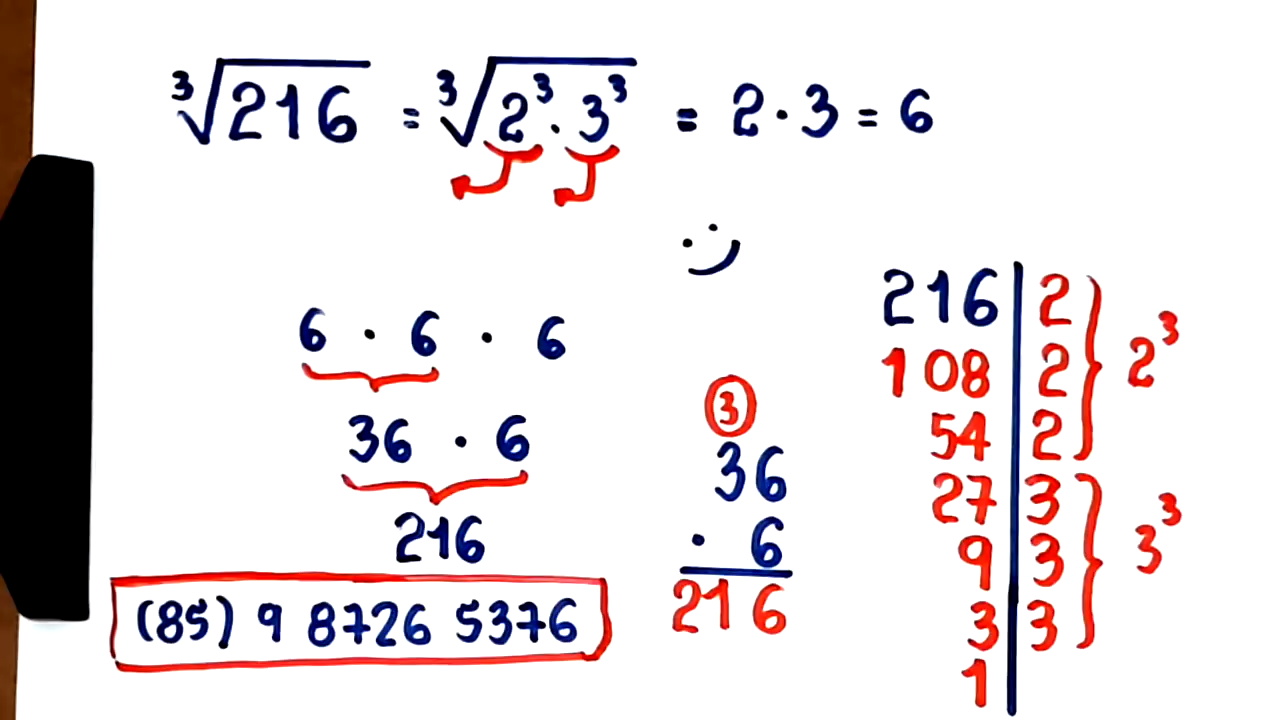 ∛216 = ∛2³ · 3³ = 2 · 3 = 6
6 · 6 · 6
36 · 6
216
(85) 9 8726 5376
3
36
· 6
216
216 | 2
108 | 2
54 | 2
2³
27 | 3
9 | 3
3 | 3
3³
1